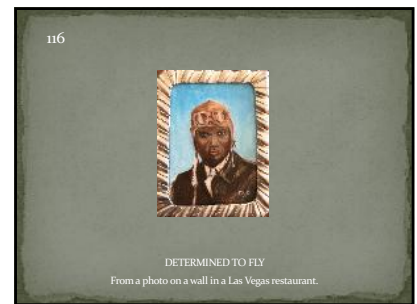 116
DETERMINED TO FLY
From a photo on a wall in a Las Vegas restaurant.